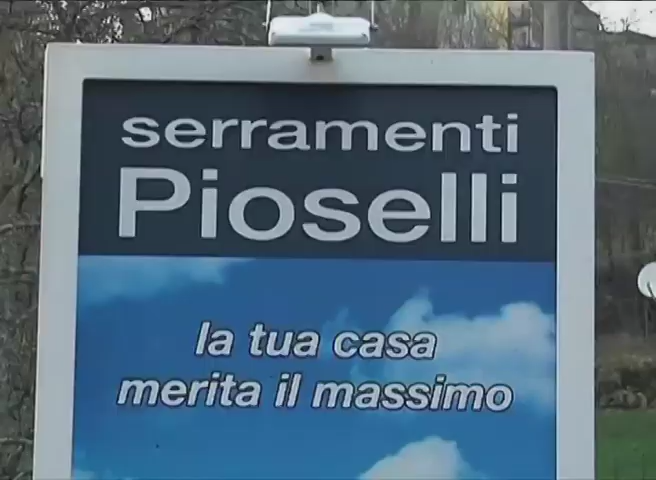 serramenti
Pioselli
la tua casa
merita il massimo